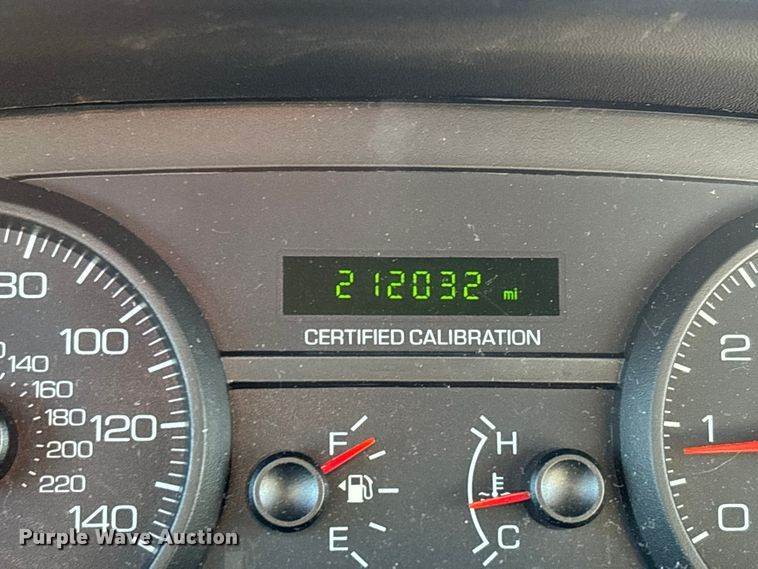 212032 mi
CERTIFIED CALIBRATION
80
100
120
140
140
160
180
200
220
F
E
H
C
2
1
0
Purple Wave Auction